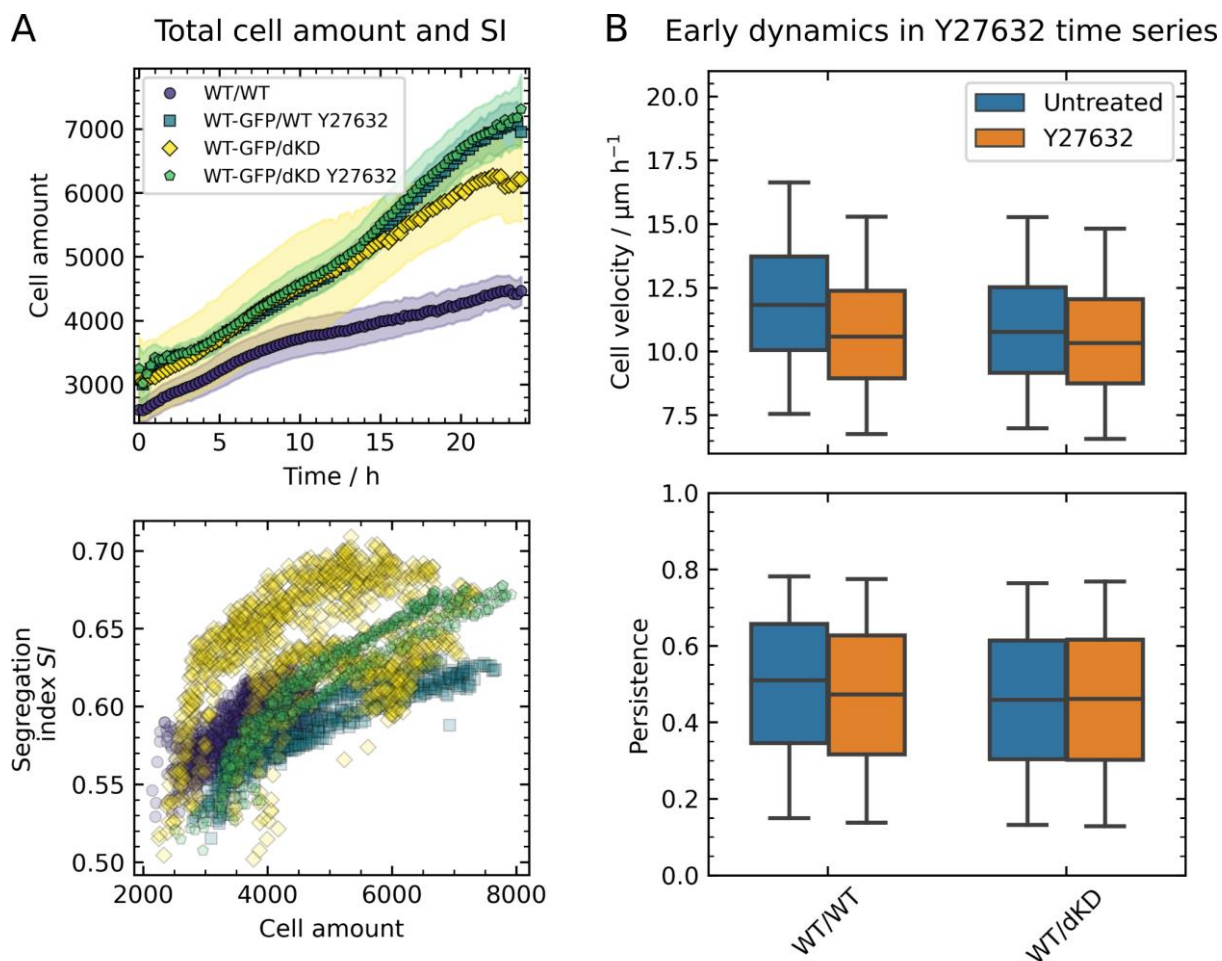 A Total cell amount and SI
7000
6000
5000
4000
3000
Cell amount
WT/WT
WT-GFP/WT Y27632
WT-GFP/dKD
WT-GFP/dKD Y27632
0 5 10 15 20
Time / h
0.70
0.65
0.60
0.55
0.50
Segregation
index SI
2000 4000 6000 8000
Cell amount
B Early dynamics in Y27632 time series
20.0
17.5
15.0
12.5
10.0
7.5
Cell velocity / μm h⁻¹
Untreated
Y27632
1.0
0.8
0.6
0.4
0.2
0.0
Persistence
WT/WT
WT/dKD